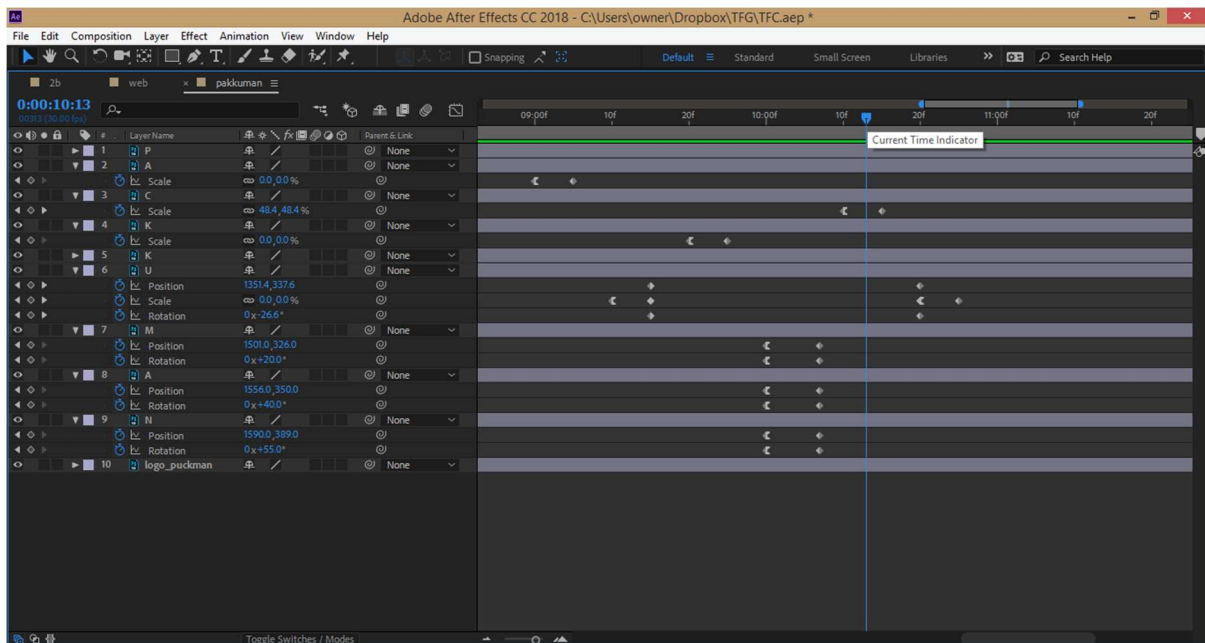 Ae Adobe After Effects CC 2018 - C:\Users\owner\Dropbox\TFG\TFC.aep *
File Edit Composition Layer Effect Animation View Window Help
Snapping Default Standard Small Screen Libraries Search Help
2b web pakkuman
0:00:10:13
00313 (30.00 fps)
09:00f 10f 20f 10:00f 10f 20f 11:00f 10f 20f
# . Layer Name Parent & Link
Current Time Indicator
1 P None
2 A None
Scale 0.0,0.0%
3 C None
Scale 48.4,48.4%
4 K None
Scale 0.0,0.0%
5 K None
6 U None
Position 1351.4,337.6
Scale 0.0,0.0%
Rotation 0x-26.6°
7 M None
Position 1501.0,326.0
Rotation 0x+20.0°
8 A None
Position 1556.0,350.0
Rotation 0x+40.0°
9 N None
Position 1590.0,389.0
Rotation 0x+55.0°
10 logo_puckman None
Toggle Switches / Modes